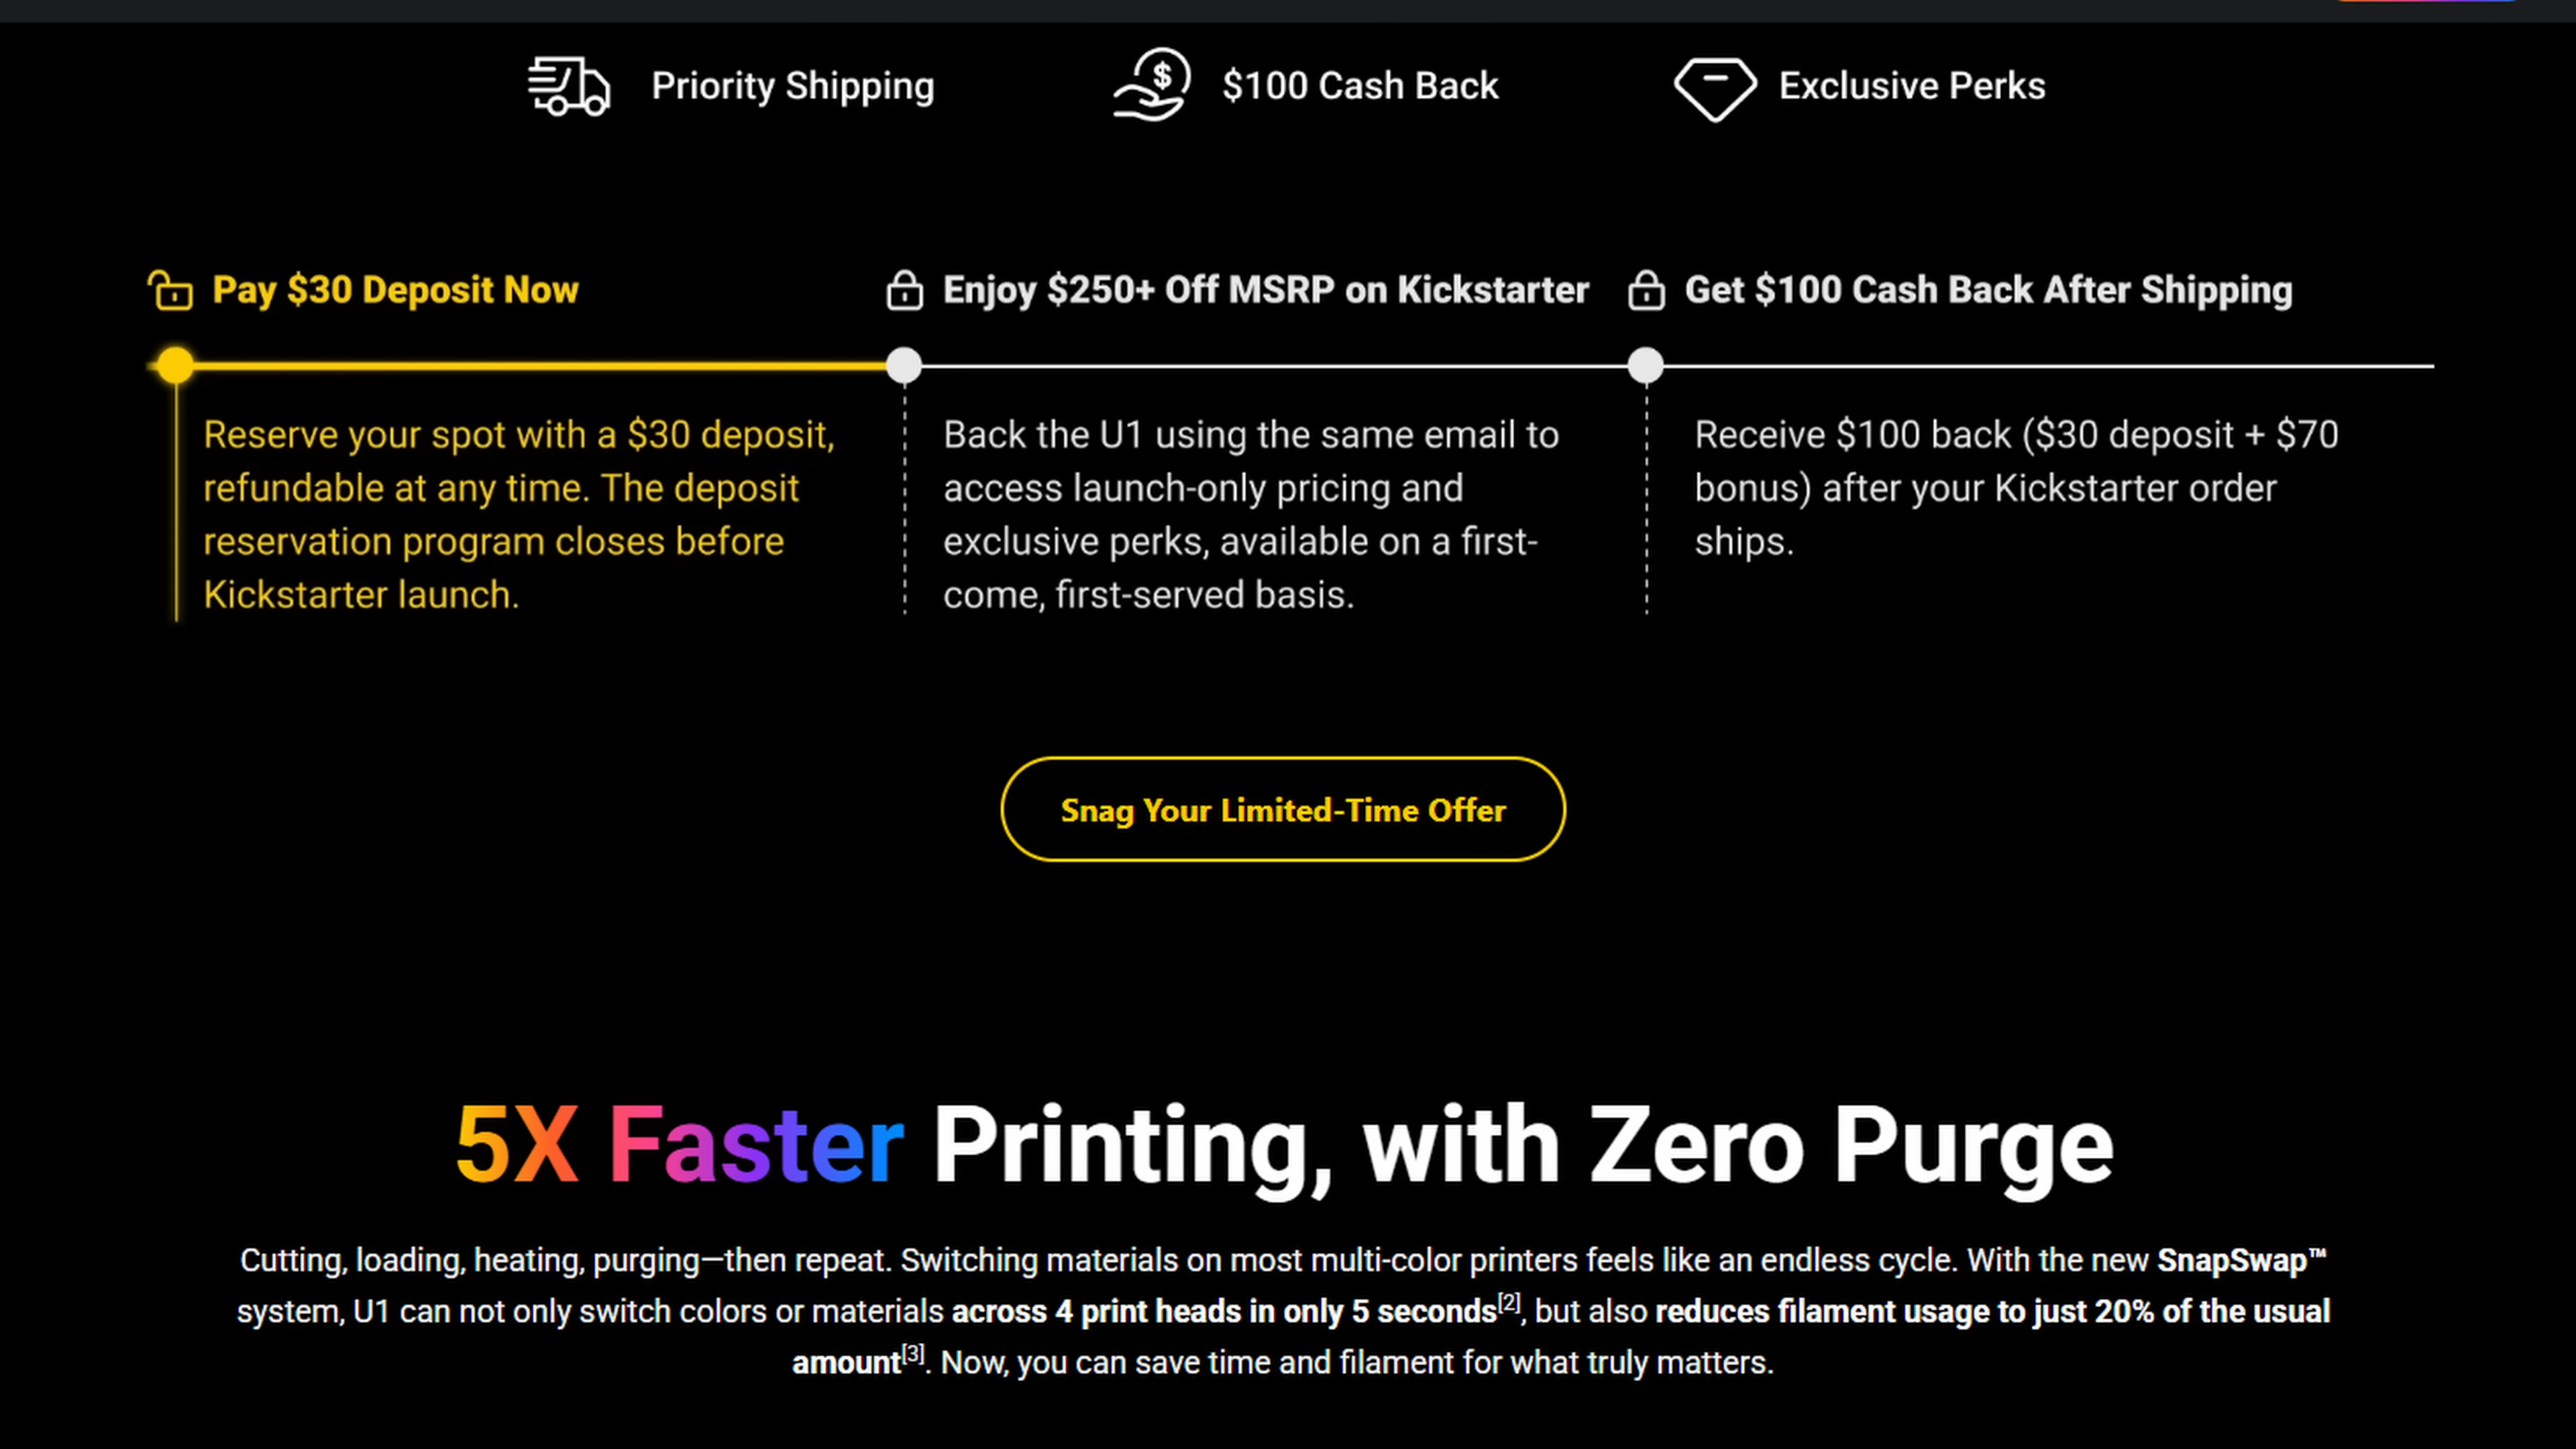 Priority Shipping
$100 Cash Back
Exclusive Perks
Pay $30 Deposit Now
Reserve your spot with a $30 deposit,
refundable at any time. The deposit
reservation program closes before
Kickstarter launch.
Enjoy $250+ Off MSRP on Kickstarter
Back the U1 using the same email to
access launch-only pricing and
exclusive perks, available on a first-
come, first-served basis.
Get $100 Cash Back After Shipping
Receive $100 back ($30 deposit + $70
bonus) after your Kickstarter order
ships.
Snag Your Limited-Time Offer
5X Faster Printing, with Zero Purge
Cutting, loading, heating, purging—then repeat. Switching materials on most multi-color printers feels like an endless cycle. With the new SnapSwap™
system, U1 can not only switch colors or materials across 4 print heads in only 5 seconds[2], but also reduces filament usage to just 20% of the usual
amount[3]. Now, you can save time and filament for what truly matters.